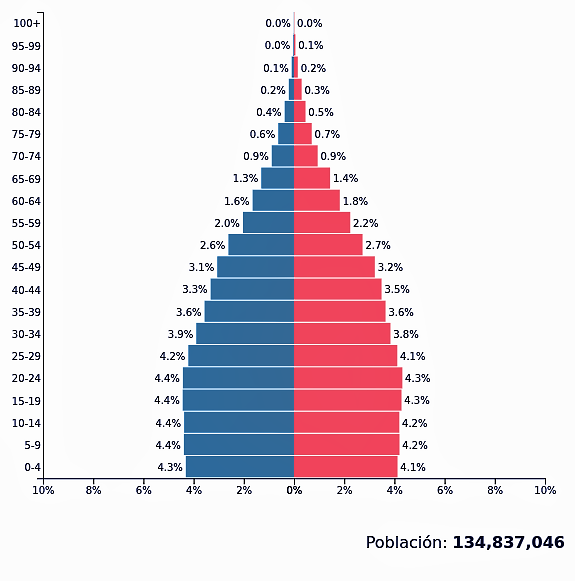 100+ 0.0% 0.0%
95-99 0.0% 0.1%
90-94 0.1% 0.2%
85-89 0.2% 0.3%
80-84 0.4% 0.5%
75-79 0.6% 0.7%
70-74 0.9% 0.9%
65-69 1.3% 1.4%
60-64 1.6% 1.8%
55-59 2.0% 2.2%
50-54 2.6% 2.7%
45-49 3.1% 3.2%
40-44 3.3% 3.5%
35-39 3.6% 3.6%
30-34 3.9% 3.8%
25-29 4.2% 4.1%
20-24 4.4% 4.3%
15-19 4.4% 4.3%
10-14 4.4% 4.2%
5-9 4.4% 4.2%
0-4 4.3% 4.1%
10% 8% 6% 4% 2% 0% 2% 4% 6% 8% 10%
Población: 134,837,046